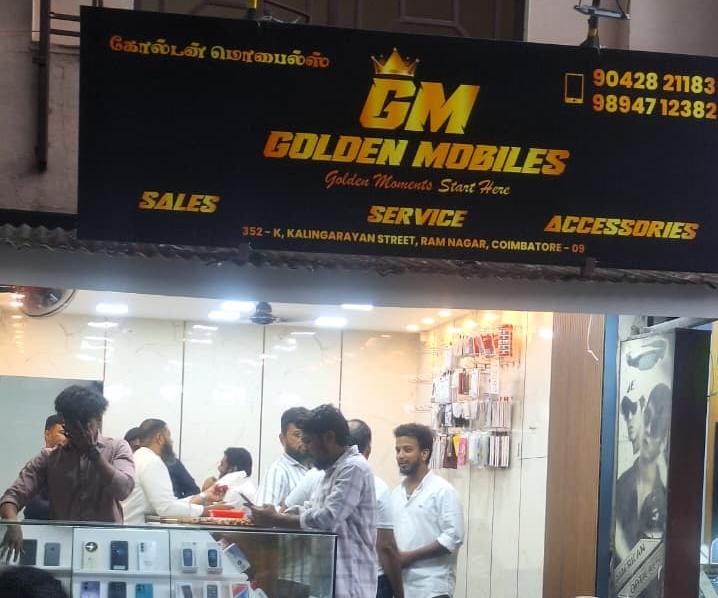 கோல்டன் மொபைல்ஸ்
GM
GOLDEN MOBILES
Golden Moments Start Here
90428 21183
98947 12382
SALES
SERVICE
ACCESSORIES
352 - K, KALINGARAYAN STREET, RAM NAGAR, COIMBATORE - 09
AMERICAN